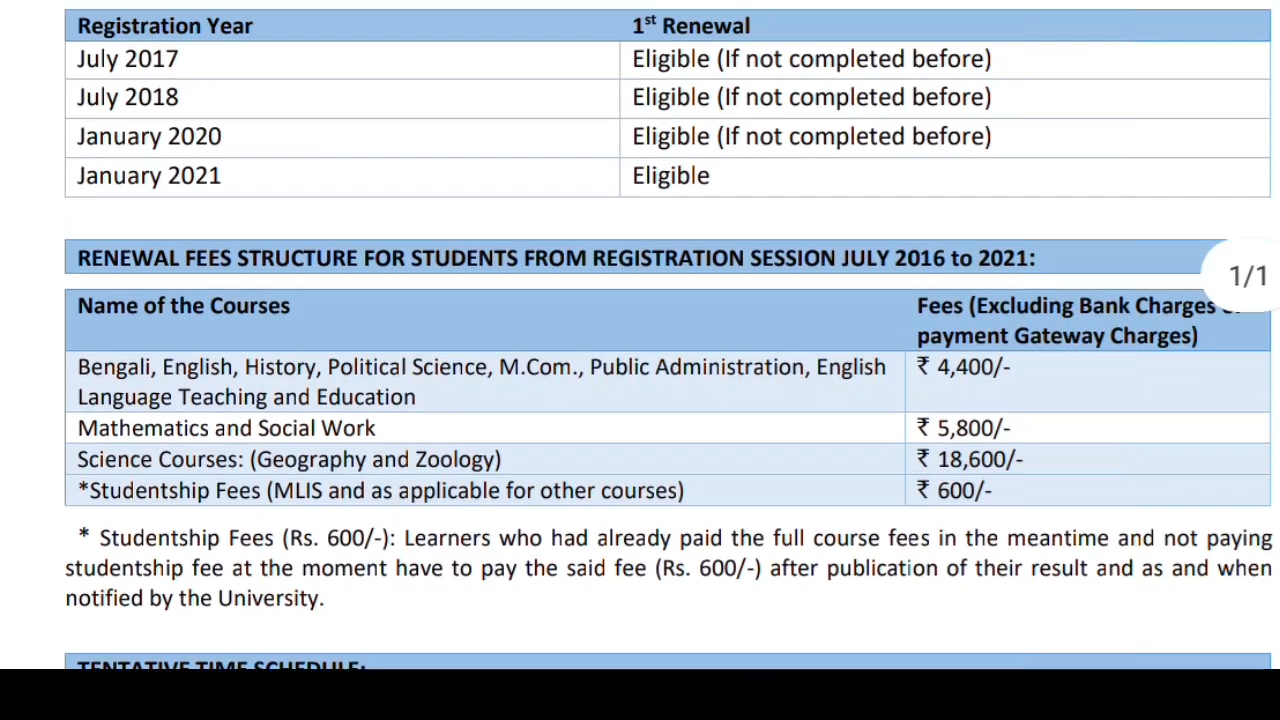 Registration Year 1st Renewal
July 2017 Eligible (If not completed before)
July 2018 Eligible (If not completed before)
January 2020 Eligible (If not completed before)
January 2021 Eligible
RENEWAL FEES STRUCTURE FOR STUDENTS FROM REGISTRATION SESSION JULY 2016 to 2021:
1/1
Name of the Courses Fees (Excluding Bank Charges
payment Gateway Charges)
Bengali, English, History, Political Science, M.Com., Public Administration, English ₹ 4,400/-
Language Teaching and Education
Mathematics and Social Work ₹ 5,800/-
Science Courses: (Geography and Zoology) ₹ 18,600/-
*Studentship Fees (MLIS and as applicable for other courses) ₹ 600/-
* Studentship Fees (Rs. 600/-): Learners who had already paid the full course fees in the meantime and not paying
studentship fee at the moment have to pay the said fee (Rs. 600/-) after publication of their result and as and when
notified by the University.
TENTATIVE TIME SCHEDULE: